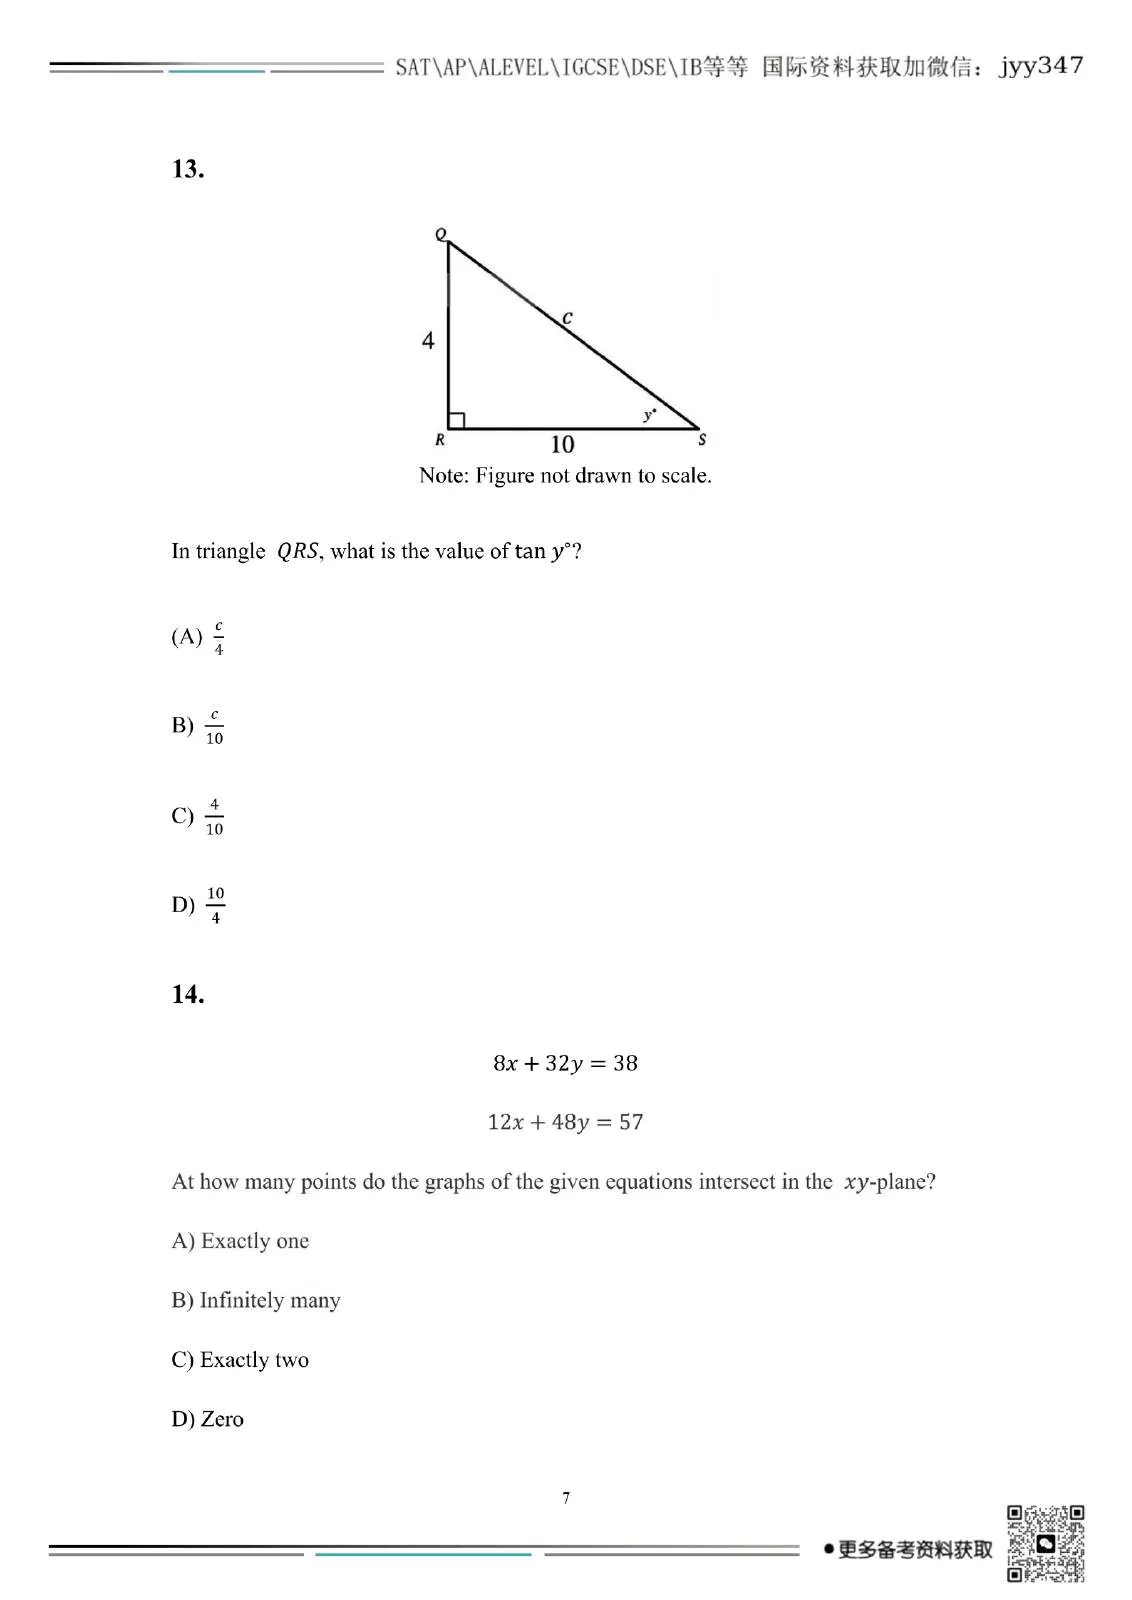 SAT\AP\ALEVEL\IGCSE\DSE\IB等等 国际资料获取加微信：jyy347
13.
Q
4
c
y°
R
10
S
Note: Figure not drawn to scale.
In triangle QRS, what is the value of tan y°?
(A) c/4
B) c/10
C) 4/10
D) 10/4
14.
8x + 32y = 38
12x + 48y = 57
At how many points do the graphs of the given equations intersect in the xy-plane?
A) Exactly one
B) Infinitely many
C) Exactly two
D) Zero
7
●更多备考资料获取